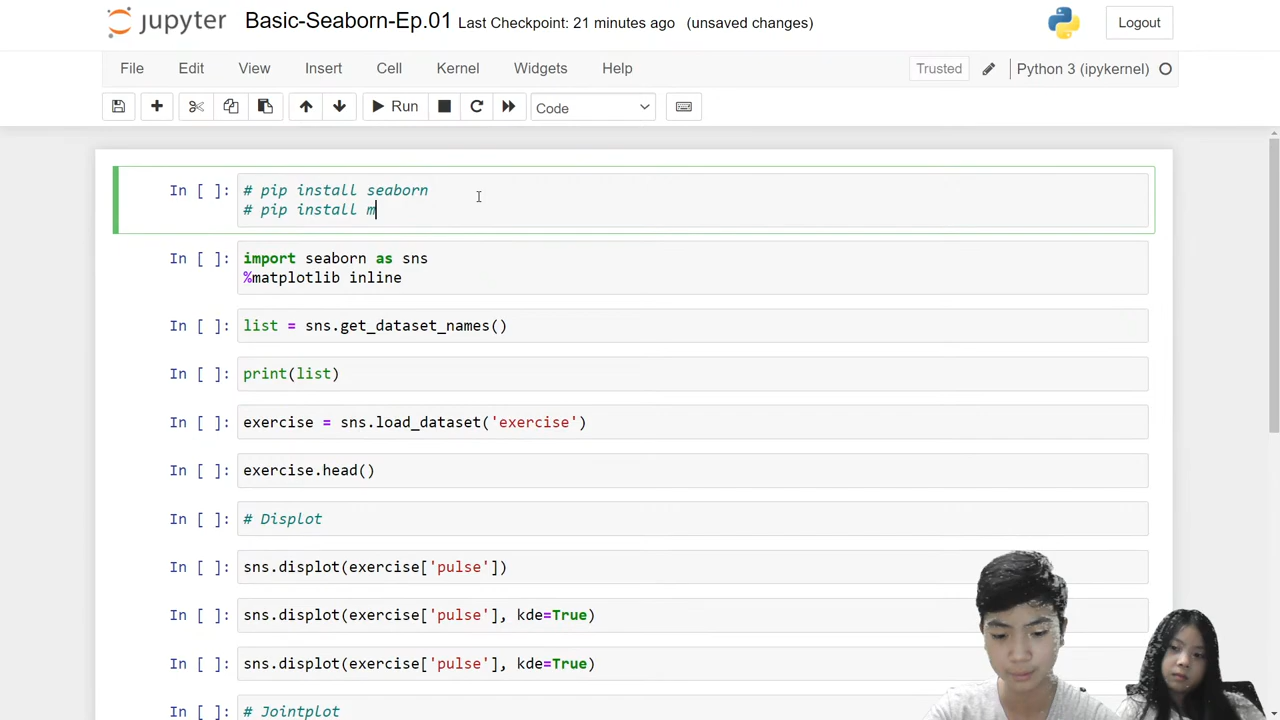 jupyter Basic-Seaborn-Ep.01 Last Checkpoint: 21 minutes ago (unsaved changes) Logout
File Edit View Insert Cell Kernel Widgets Help Trusted Python 3 (ipykernel)
Run Code
In [ ]: # pip install seaborn
# pip install m
In [ ]: import seaborn as sns
%matplotlib inline
In [ ]: list = sns.get_dataset_names()
In [ ]: print(list)
In [ ]: exercise = sns.load_dataset('exercise')
In [ ]: exercise.head()
In [ ]: # Displot
In [ ]: sns.displot(exercise['pulse'])
In [ ]: sns.displot(exercise['pulse'], kde=True)
In [ ]: sns.displot(exercise['pulse'], kde=True)
In [ ]: # Jointplot